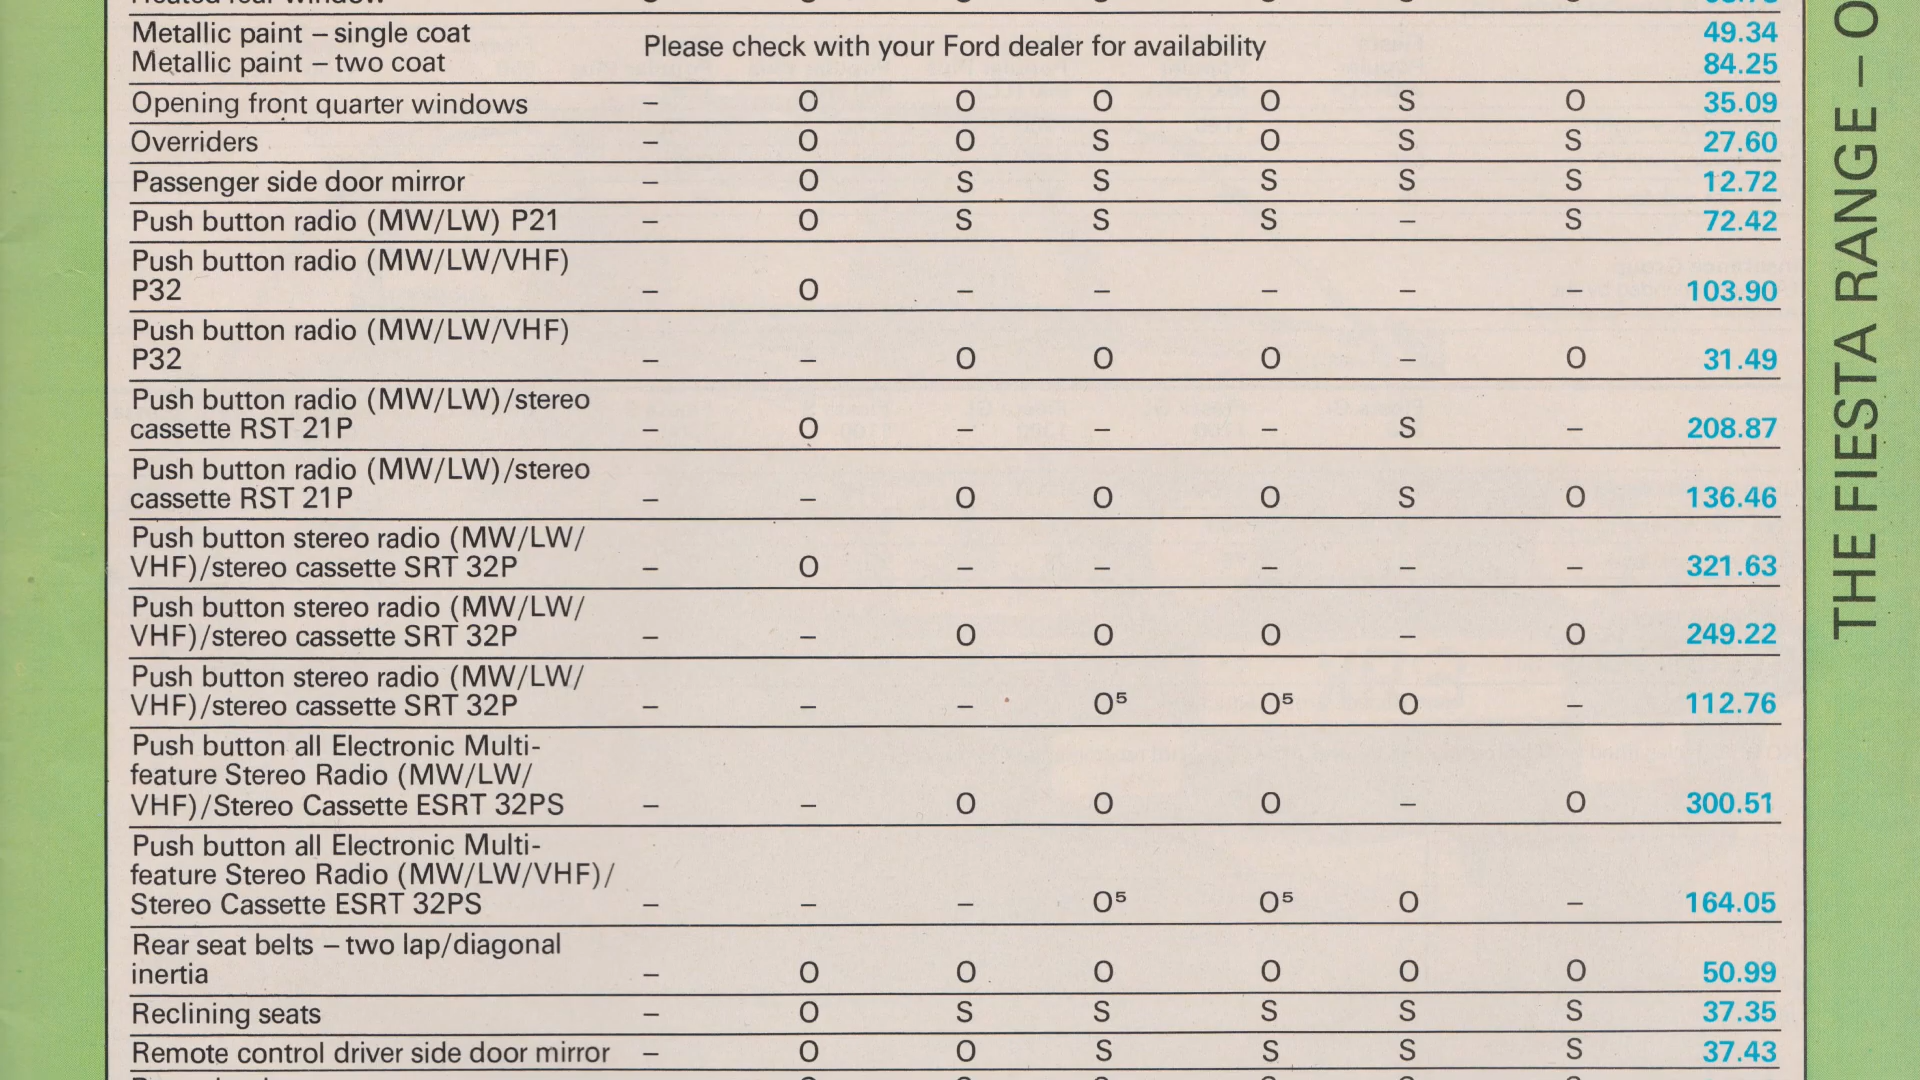 Metallic paint – single coat 49.34
Please check with your Ford dealer for availability
Metallic paint – two coat 84.25
Opening front quarter windows – O O O O S O 35.09
Overriders – O O S O S S 27.60
Passenger side door mirror – O S S S S S 12.72
Push button radio (MW/LW) P21 – O S S S – S 72.42
Push button radio (MW/LW/VHF)
P32 – O – – – – – 103.90
Push button radio (MW/LW/VHF)
P32 – – O O O – O 31.49
Push button radio (MW/LW)/stereo
cassette RST 21P – O – – – S – 208.87
Push button radio (MW/LW)/stereo
cassette RST 21P – – O O O S O 136.46
Push button stereo radio (MW/LW/
VHF)/stereo cassette SRT 32P – O – – – – – 321.63
Push button stereo radio (MW/LW/
VHF)/stereo cassette SRT 32P – – O O O – O 249.22
Push button stereo radio (MW/LW/
VHF)/stereo cassette SRT 32P – – – O⁵ O⁵ O – 112.76
Push button all Electronic Multi-
feature Stereo Radio (MW/LW/
VHF)/Stereo Cassette ESRT 32PS – – O O O – O 300.51
Push button all Electronic Multi-
feature Stereo Radio (MW/LW/VHF)/
Stereo Cassette ESRT 32PS – – – O⁵ O⁵ O – 164.05
Rear seat belts – two lap/diagonal
inertia – O O O O O O 50.99
Reclining seats – O S S S S S 37.35
Remote control driver side door mirror – O O S S S S 37.43
THE FIESTA RANGE – O